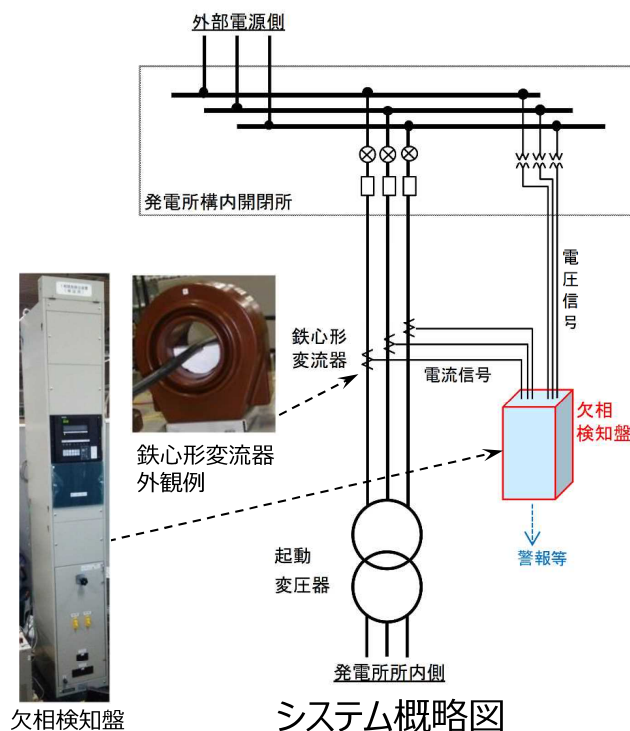 外部電源側
発電所構内開閉所
電圧信号
鉄心形
変流器
電流信号
欠相
検知盤
鉄心形変流器
外観例
起動
変圧器
警報等
発電所所内側
欠相検知盤
システム概略図